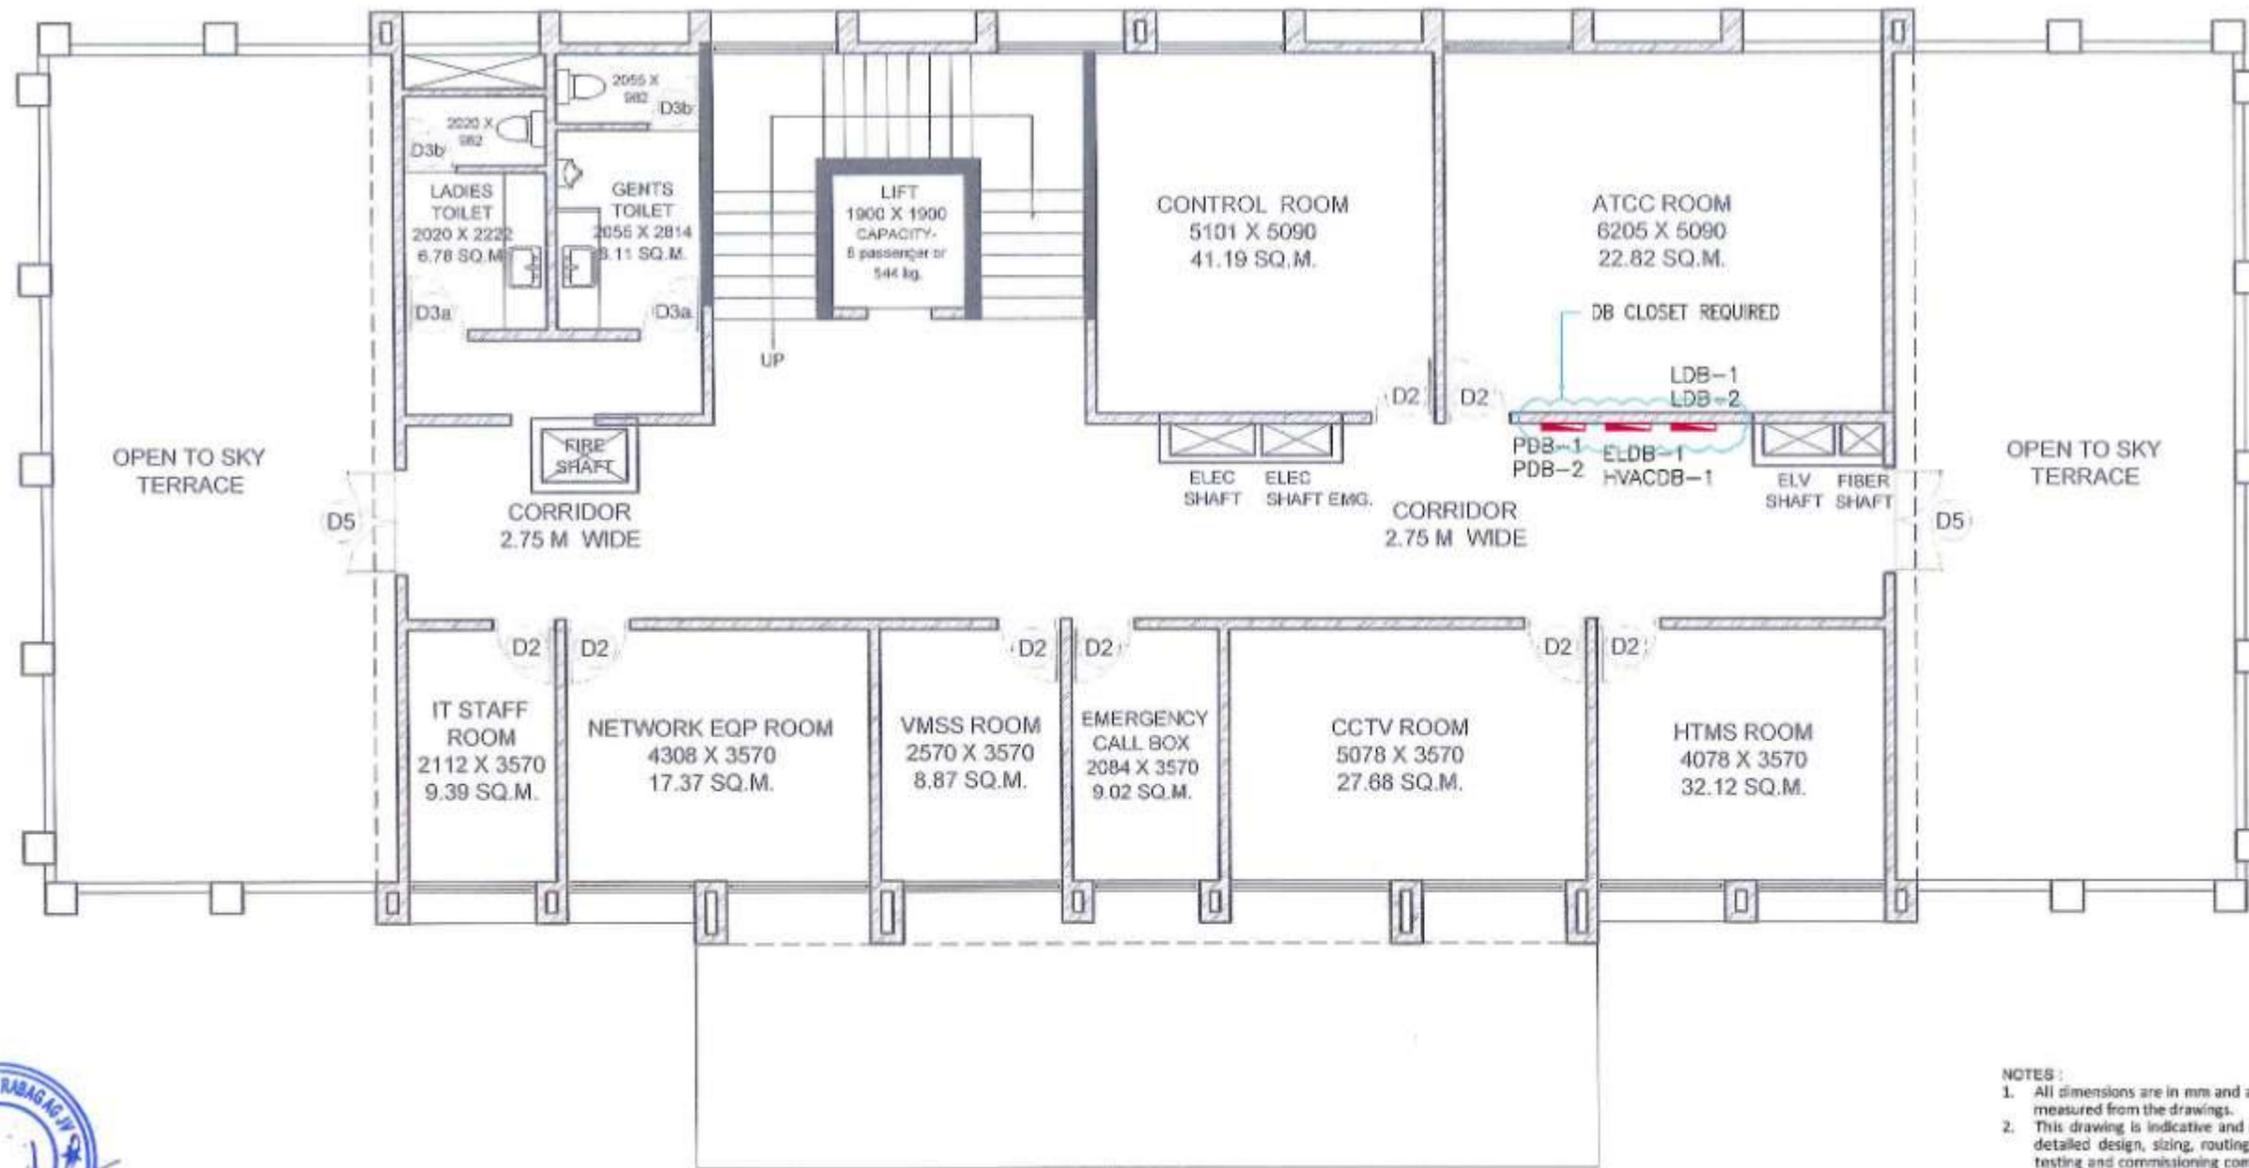 2055 X
982
D3b
2020 X
982
D3b
LADIES
TOILET
2020 X 2222
6.78 SQ.M
GENTS
TOILET
2055 X 2814
8.11 SQ.M.
D3a
D3a
LIFT
1900 X 1900
CAPACITY-
544 kg.
UP
CONTROL ROOM
5101 X 5090
41.19 SQ.M.
ATCC ROOM
6205 X 5090
22.82 SQ.M.
DB CLOSET REQUIRED
LDB-1
LDB-2
D2
D2
PDB-1
PDB-2
ELDB-1
HVACDB-1
FIRE
SHAFT
ELEC
SHAFT
ELEC
SHAFT EMG.
ELV
SHAFT
FIBER
SHAFT
OPEN TO SKY
TERRACE
OPEN TO SKY
TERRACE
D5
CORRIDOR
2.75 M WIDE
CORRIDOR
2.75 M WIDE
D5
D2
D2
D2
D2
D2
D2
IT STAFF
ROOM
2112 X 3570
9.39 SQ.M.
NETWORK EQP ROOM
4308 X 3570
17.37 SQ.M.
VMSS ROOM
2570 X 3570
8.87 SQ.M.
EMERGENCY
CALL BOX
2084 X 3570
9.02 SQ.M.
CCTV ROOM
5078 X 3570
27.68 SQ.M.
HTMS ROOM
4078 X 3570
32.12 SQ.M.
NOTES :
1. All dimensions are in mm and
measured from the drawings.
2. This drawing is indicative and
detailed design, sizing, routing
testing and commissioning
RABAG AG JV